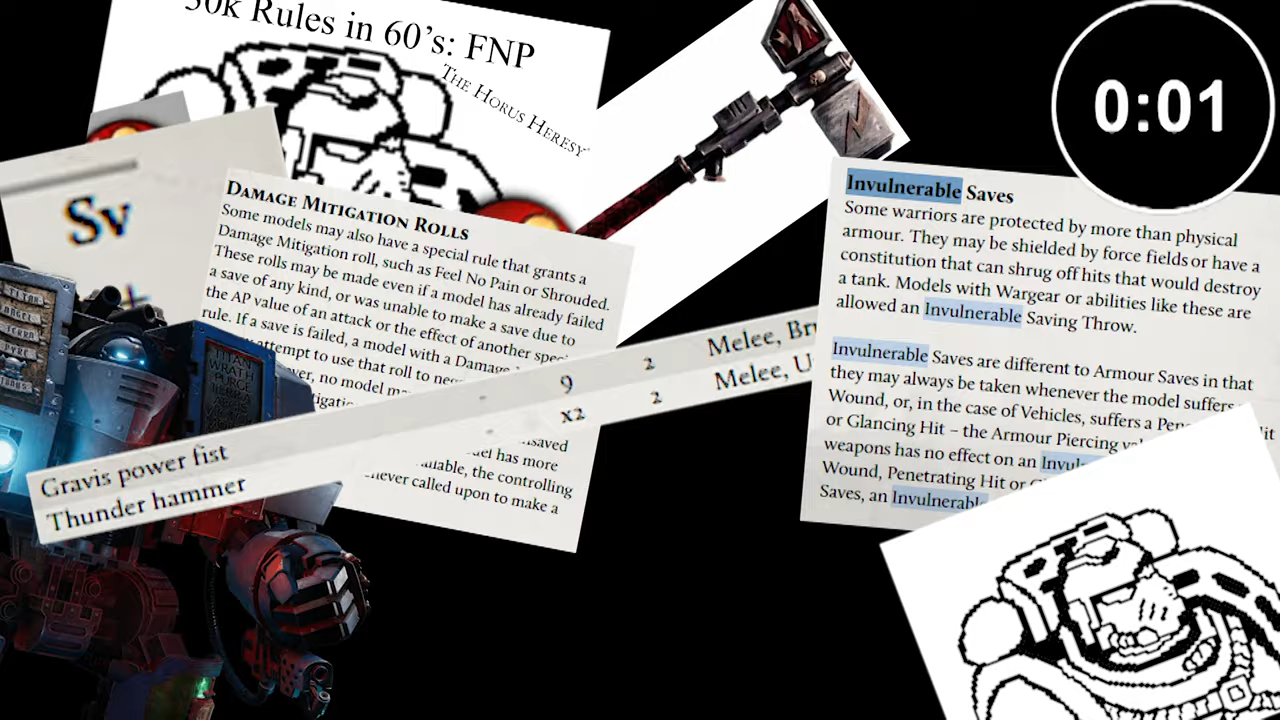 Rules in 60's: FNP
THE HORUS HERESY
0:01
Sv
DAMAGE MITIGATION ROLLS
Some models may also have a special rule that grants a
Damage Mitigation roll, such as Feel No Pain or Shrouded.
These rolls may be made even if a model has already failed
a save of any kind, or was unable to make a save due to
the AP value of an attack or the effect of another
rule. If a save is failed, a model with a
attempt to use that roll to
no model
has more
the controlling
never called upon to make a
Gravis power fist - 9 2 Melee,
Thunder hammer - x2 2 Melee,
Invulnerable Saves
Some warriors are protected by more than physical
armour. They may be shielded by force fields or have a
constitution that can shrug off hits that would destroy
a tank. Models with Wargear or abilities like these are
allowed an Invulnerable Saving Throw.
Invulnerable Saves are different to Armour Saves in that
they may always be taken whenever the model suffers
Wound, or, in the case of Vehicles, suffers a
or Glancing Hit – the Armour Piercing
weapons has no effect on an
Wound, Penetrating Hit or
Saves, an Invulnerable
TITAN
WRATH
PURGE